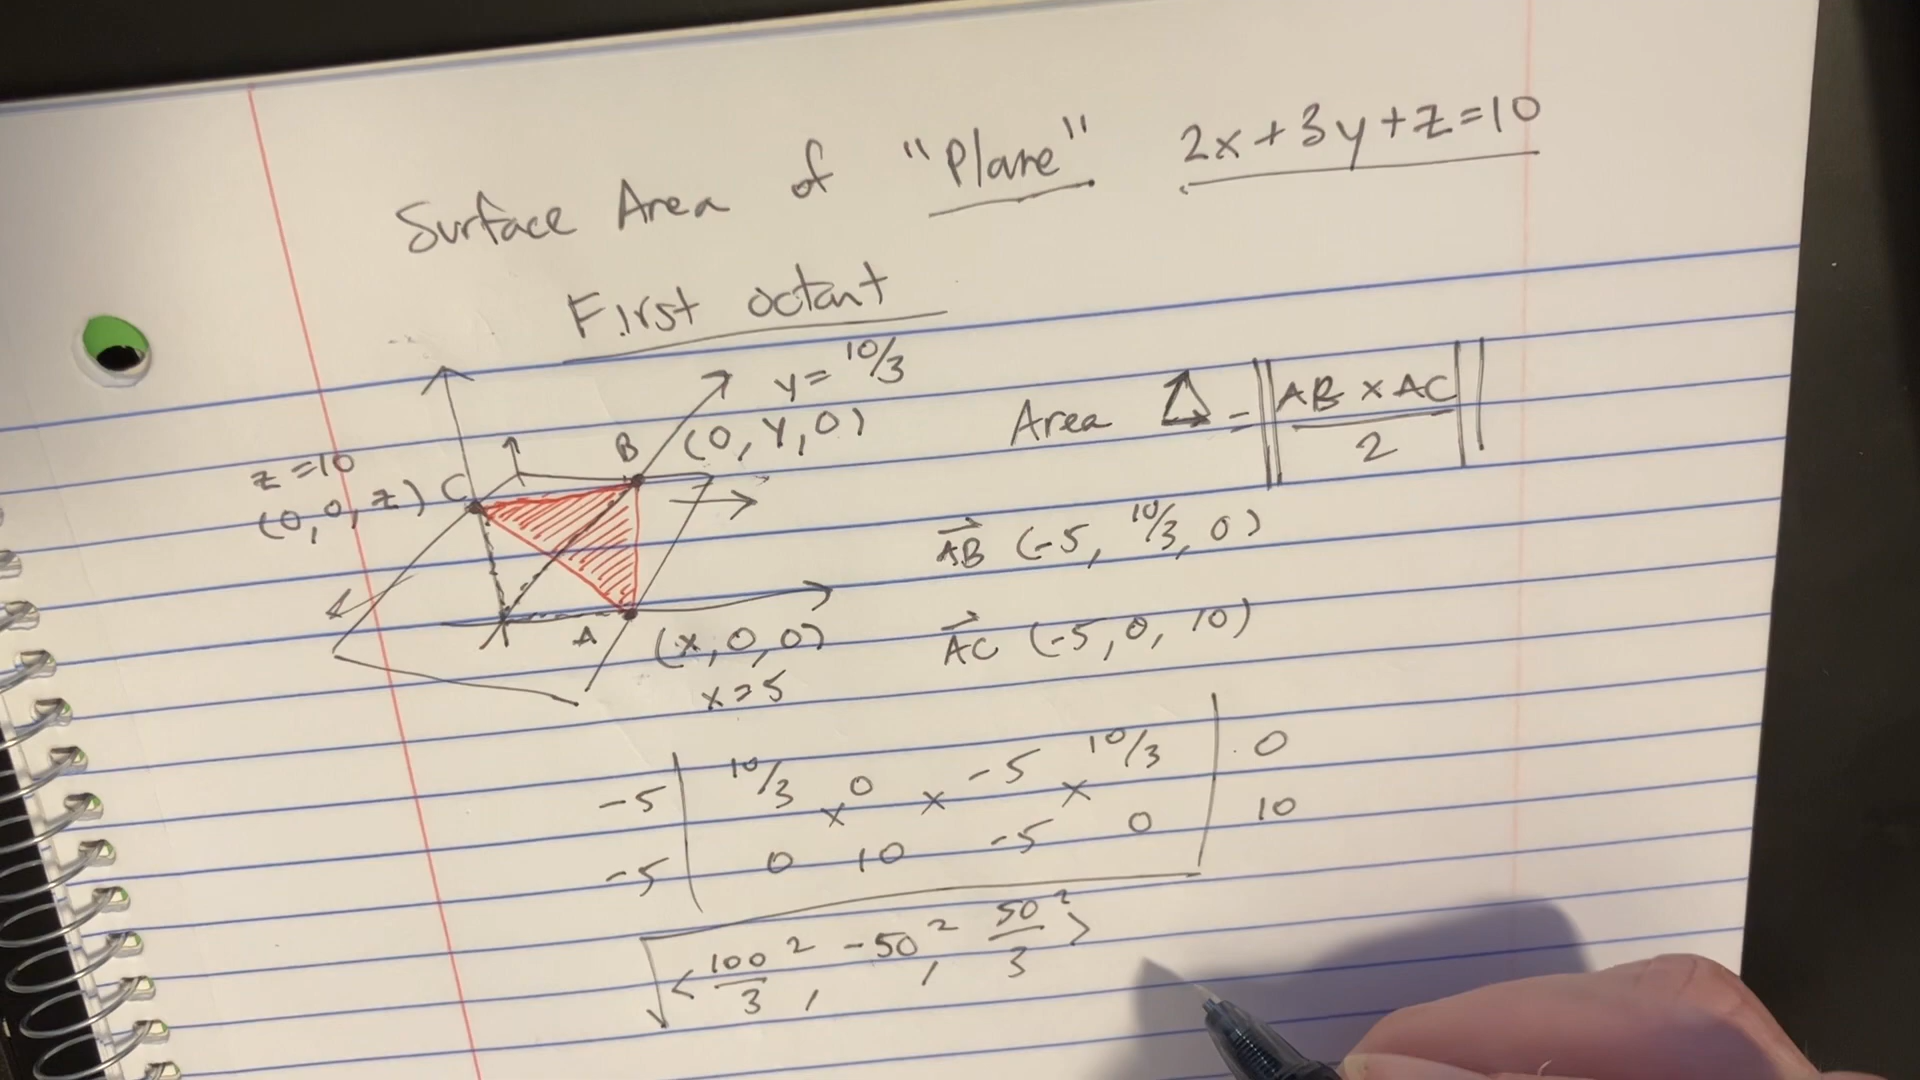 Surface Area of "Plane" 2x+3y+z=10
First octant
y= 10/3
B (0, Y, 0)
z=10
(0, 0, z) C
A (x, 0, 0)
x=5
Area Δ = ||AB x AC / 2||
AB (-5, 10/3, 0)
AC (-5, 0, 10)
-5 | 10/3 x 0 x -5 x 10/3 | 0
-5 | 0 10 -5 0 | 10
√<100/3², -50², 50/3²>